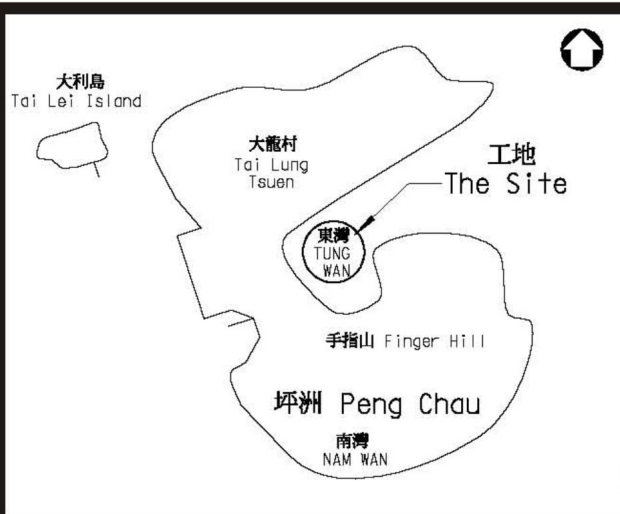 大利島
Tai Lei Island
大龍村
Tai Lung
Tsuen
工地
The Site
東灣
TUNG
WAN
手指山 Finger Hill
坪洲 Peng Chau
南灣
NAM WAN